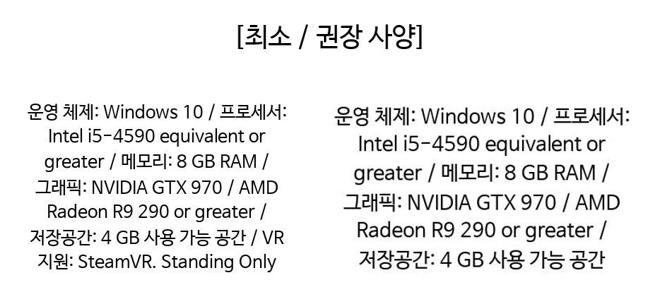 [최소 / 권장 사양]
운영 체제: Windows 10 / 프로세서:
Intel i5-4590 equivalent or
greater / 메모리: 8 GB RAM /
그래픽: NVIDIA GTX 970 / AMD
Radeon R9 290 or greater /
저장공간: 4 GB 사용 가능 공간 / VR
지원: SteamVR. Standing Only
운영 체제: Windows 10 / 프로세서:
Intel i5-4590 equivalent or
greater / 메모리: 8 GB RAM /
그래픽: NVIDIA GTX 970 / AMD
Radeon R9 290 or greater /
저장공간: 4 GB 사용 가능 공간